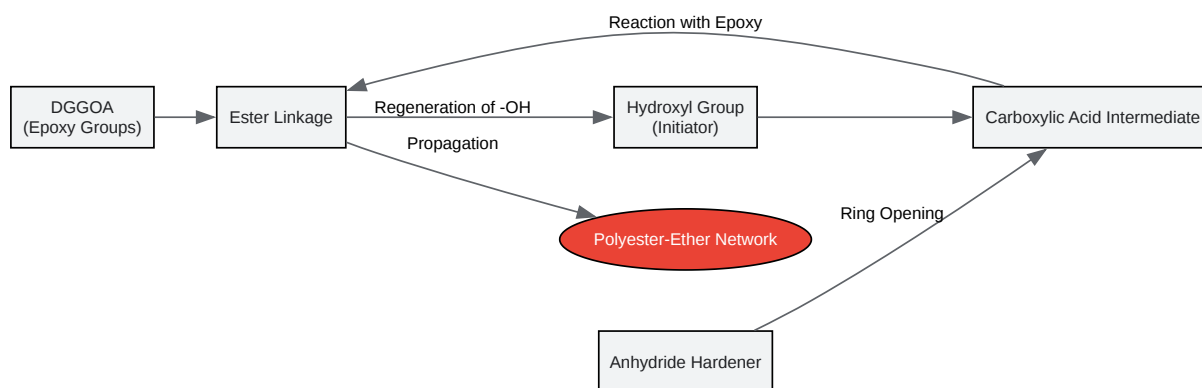 Reaction with Epoxy
DGGOA
(Epoxy Groups)
Ester Linkage
Regeneration of -OH
Hydroxyl Group
(Initiator)
Carboxylic Acid Intermediate
Propagation
Ring Opening
Polyester-Ether Network
Anhydride Hardener